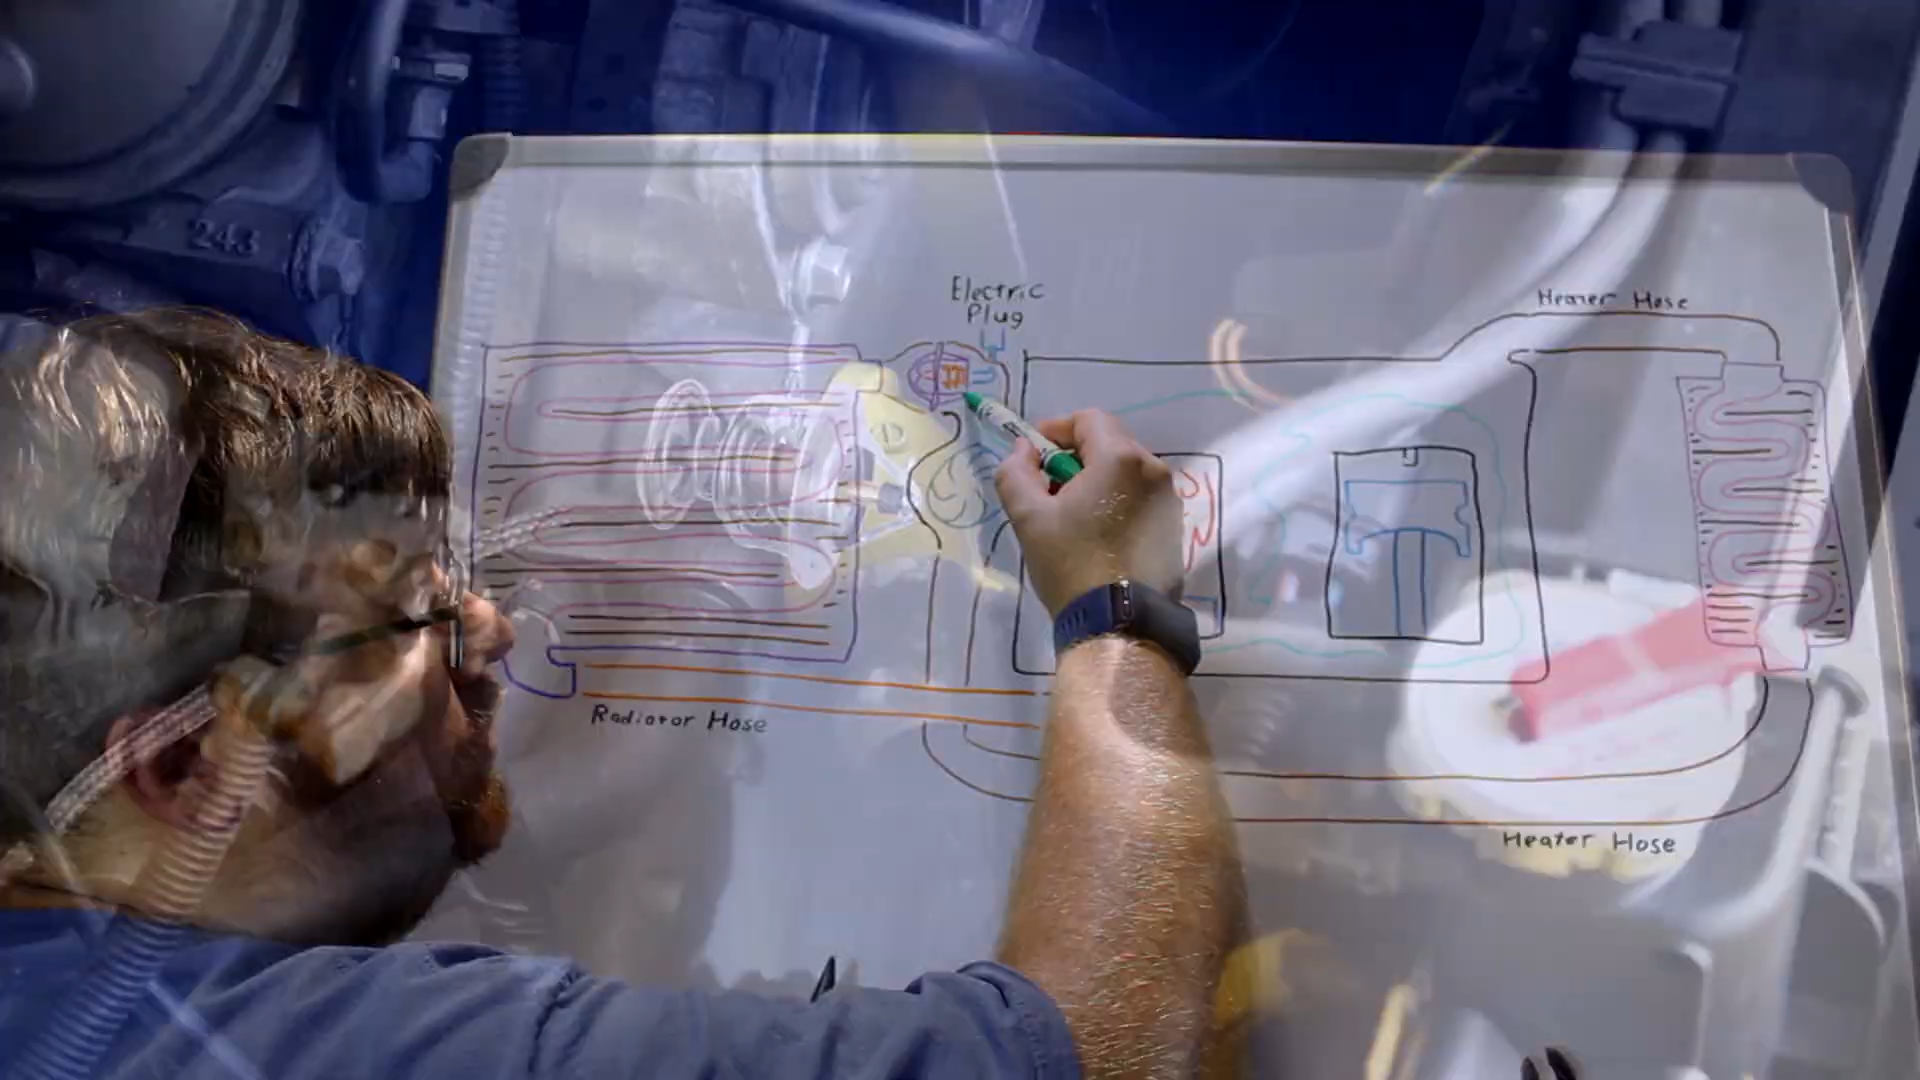 243
Electric
Plug
Heater Hose
Radiator Hose
Heater Hose